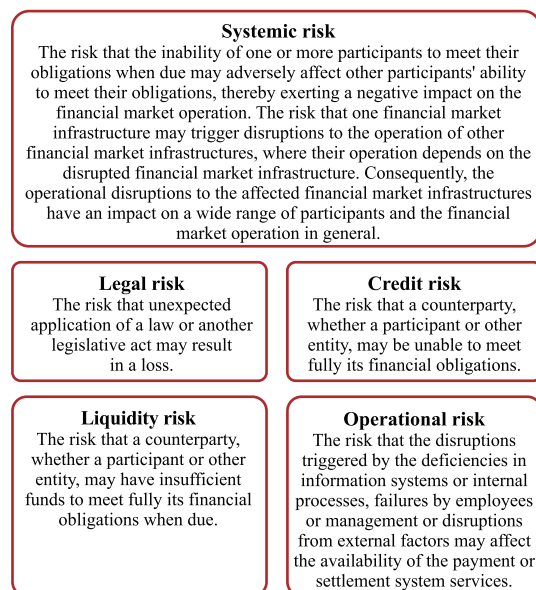 Systemic risk
The risk that the inability of one or more participants to meet their
obligations when due may adversely affect other participants' ability
to meet their obligations, thereby exerting a negative impact on the
financial market operation. The risk that one financial market
infrastructure may trigger disruptions to the operation of other
financial market infrastructures, where their operation depends on the
disrupted financial market infrastructure. Consequently, the
operational disruptions to the affected financial market infrastructures
have an impact on a wide range of participants and the financial
market operation in general.
Legal risk
The risk that unexpected
application of a law or another
legislative act may result
in a loss.
Credit risk
The risk that a counterparty,
whether a participant or other
entity, may be unable to meet
fully its financial obligations.
Liquidity risk
The risk that a counterparty,
whether a participant or other
entity, may have insufficient
funds to meet fully its financial
obligations when due.
Operational risk
The risk that the disruptions
triggered by the deficiencies in
information systems or internal
processes, failures by employees
or management or disruptions
from external factors may affect
the availability of the payment or
settlement system services.